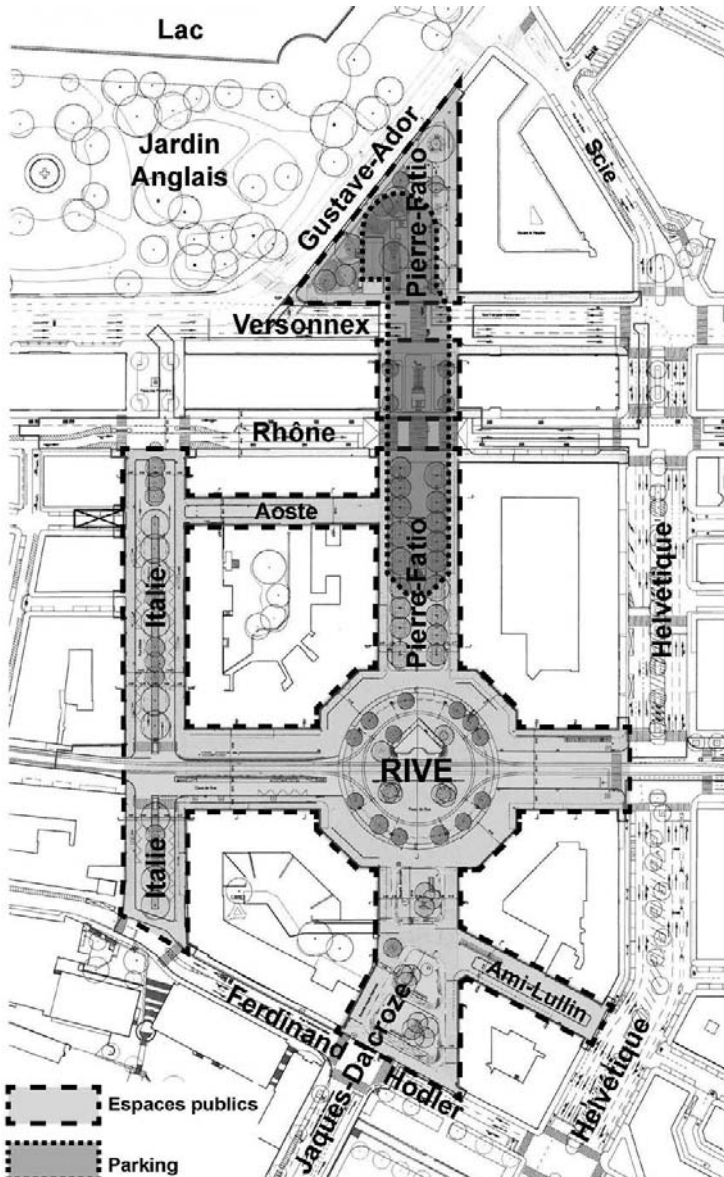 Lac
Jardin
Anglais
Gustave-Ador
Pierre-Fatio
Scie
Versonnex
Rhône
Aoste
Italie
Pierre-Fatio
Helvétique
RIVE
Italie
Ami-Lullin
Ferdinand
Hodler
Jaques Dalcroze
Helvétique
Espaces publics
Parking